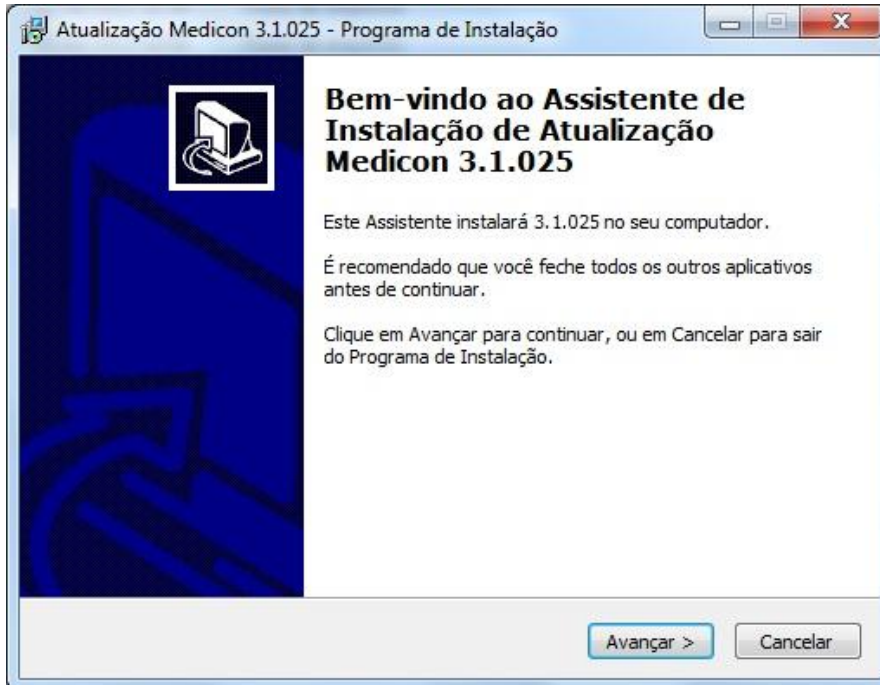 Atualização Medicon 3.1.025 - Programa de Instalação
Bem-vindo ao Assistente de
Instalação de Atualização
Medicon 3.1.025
Este Assistente instalará 3.1.025 no seu computador.
É recomendado que você feche todos os outros aplicativos
antes de continuar.
Clique em Avançar para continuar, ou em Cancelar para sair
do Programa de Instalação.
Avançar >
Cancelar